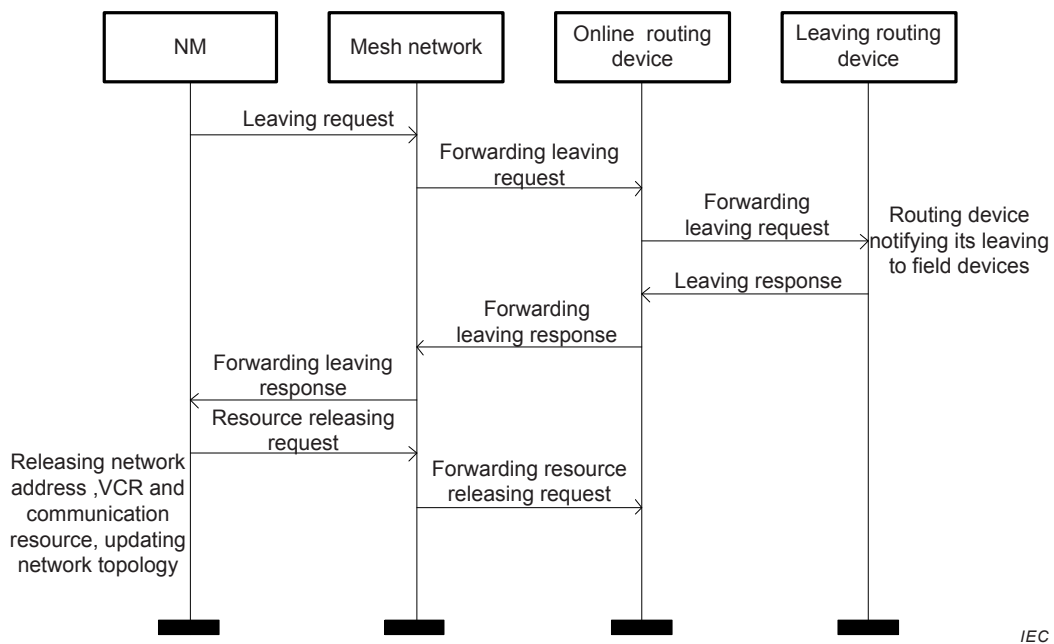 NM
Mesh network
Online routing
device
Leaving routing
device
Leaving request
Forwarding leaving
request
Forwarding
leaving request
Routing device
notifying its leaving
to field devices
Leaving response
Forwarding
leaving response
Forwarding leaving
response
Resource releasing
request
Releasing network
address ,VCR and
communication
resource, updating
network topology
Forwarding resource
releasing request
IEC